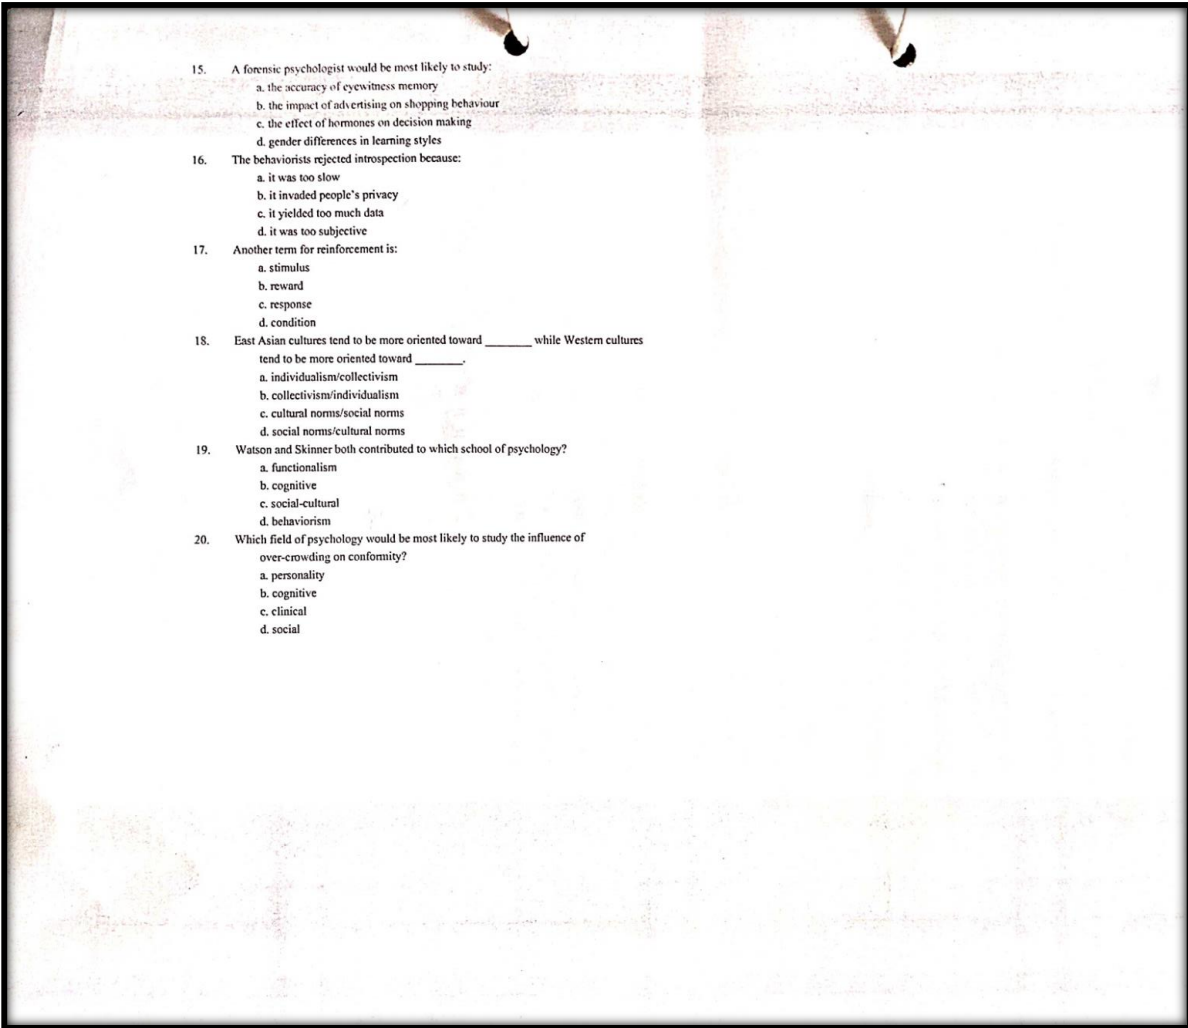 15. A forensic psychologist would be most likely to study:
a. the accuracy of eyewitness memory
b. the impact of advertising on shopping behaviour
c. the effect of hormones on decision making
d. gender differences in learning styles
16. The behaviorists rejected introspection because:
a. it was too slow
b. it invaded people's privacy
c. it yielded too much data
d. it was too subjective
17. Another term for reinforcement is:
a. stimulus
b. reward
c. response
d. condition
18. East Asian cultures tend to be more oriented toward _______ while Western cultures
tend to be more oriented toward _______.
a. individualism/collectivism
b. collectivism/individualism
c. cultural norms/social norms
d. social norms/cultural norms
19. Watson and Skinner both contributed to which school of psychology?
a. functionalism
b. cognitive
c. social-cultural
d. behaviorism
20. Which field of psychology would be most likely to study the influence of
over-crowding on conformity?
a. personality
b. cognitive
c. clinical
d. social